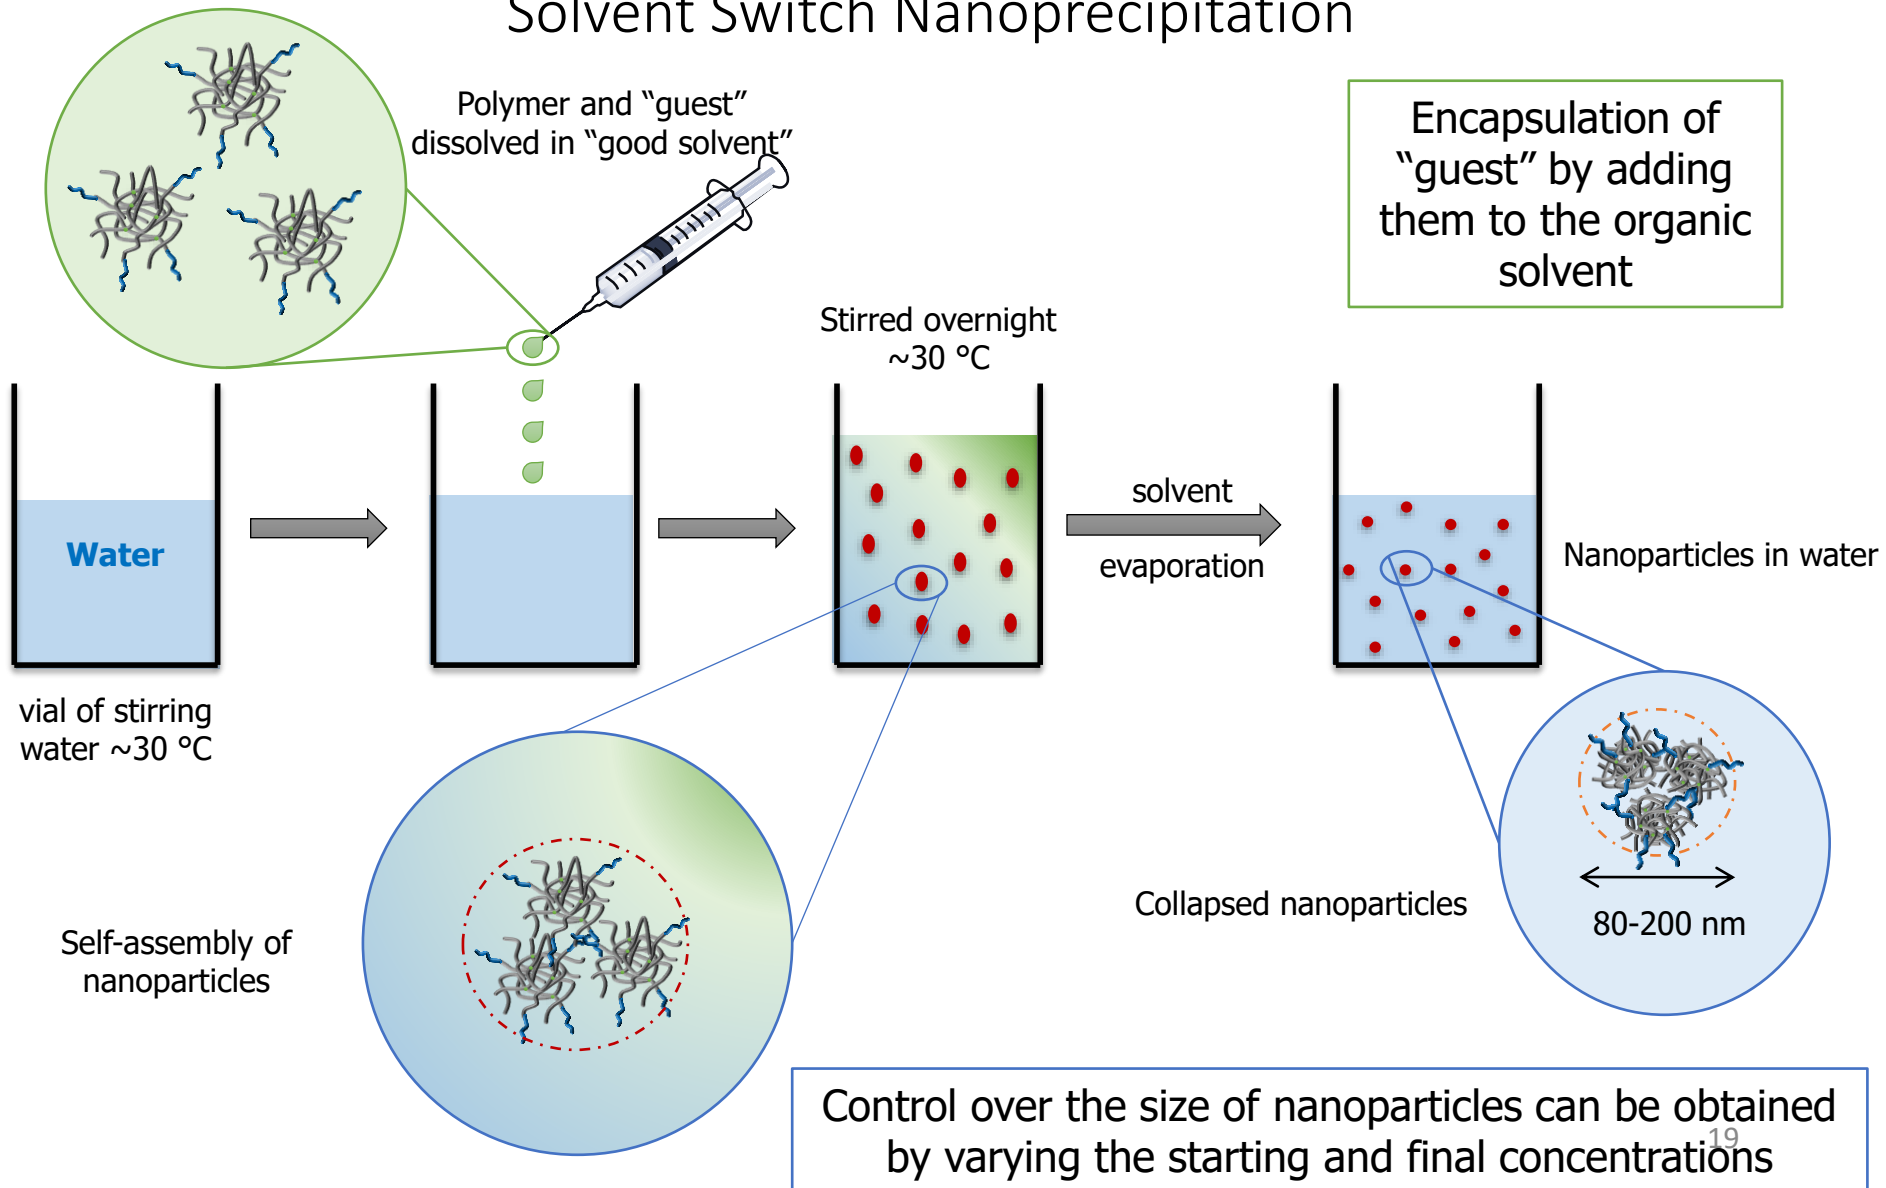 Solvent Switch Nanoprecipitation
Polymer and “guest”
dissolved in “good solvent”
Encapsulation of
“guest” by adding
them to the organic
solvent
Stirred overnight
~30 °C
Water
solvent
evaporation
Nanoparticles in water
vial of stirring
water ~30 °C
Self-assembly of
nanoparticles
Collapsed nanoparticles
80-200 nm
Control over the size of nanoparticles can be obtained
by varying the starting and final concentrations
19